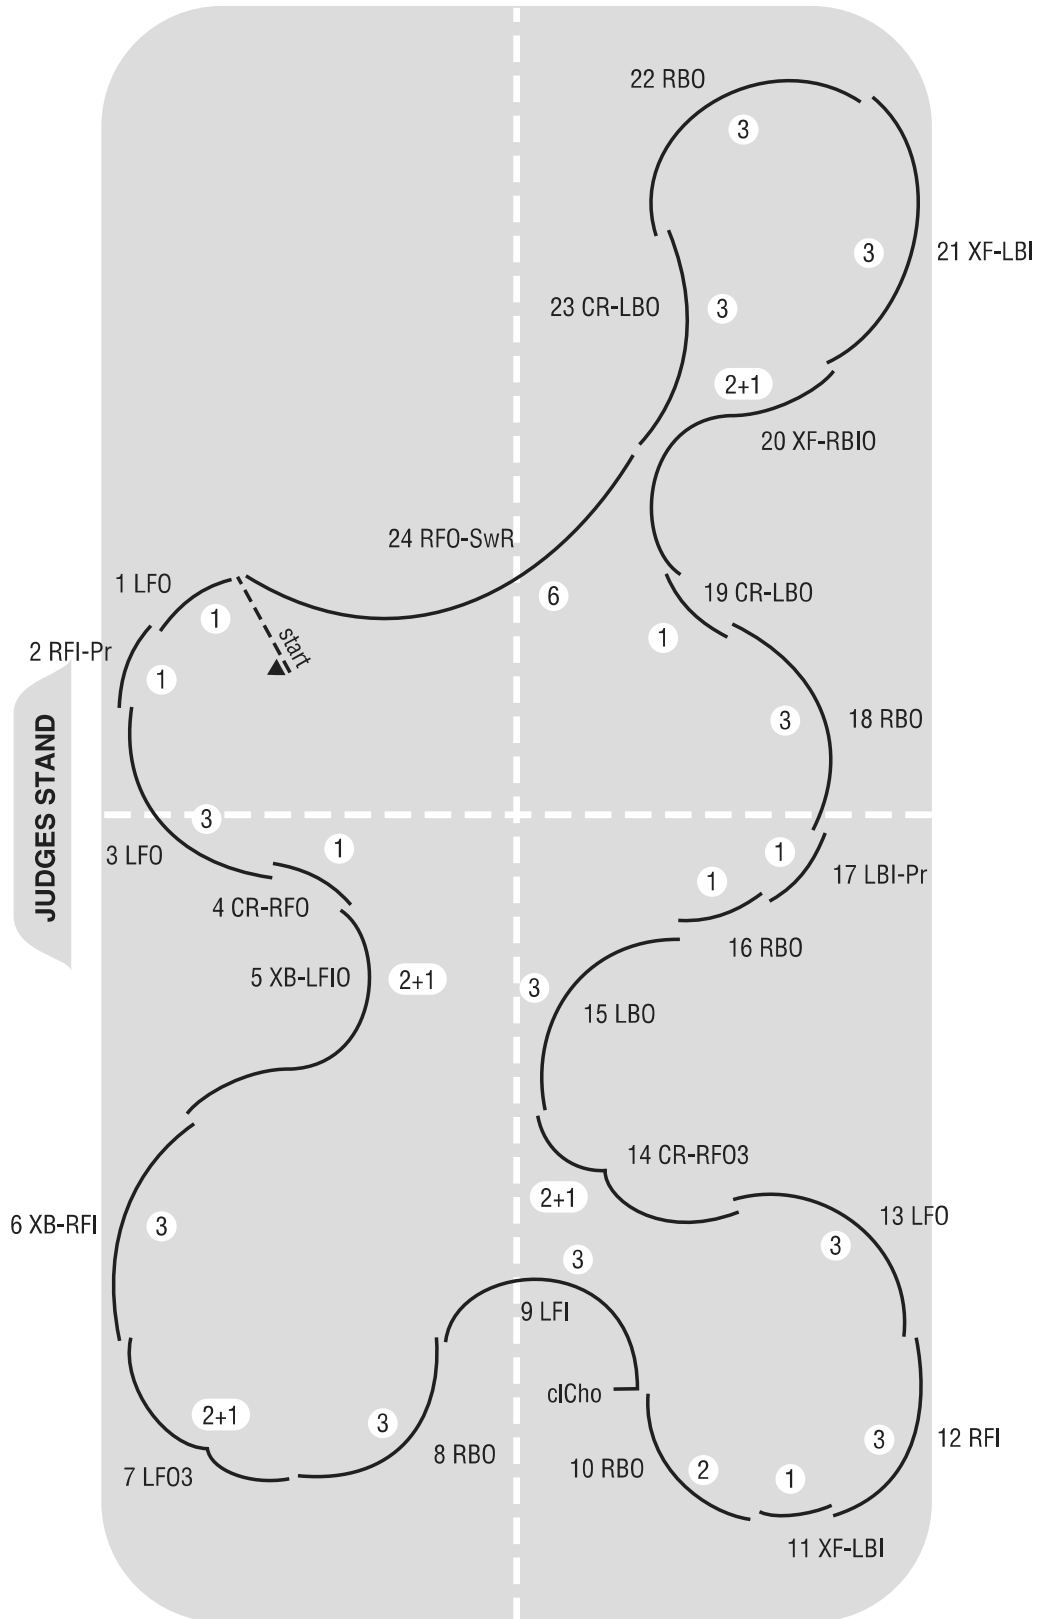 22 RBO
3
3
21 XF-LBI
23 CR-LBO
3
2+1
20 XF-RBIO
24 RFO-SwR
6
1 LFO
1
start
19 CR-LBO
1
2 RFI-Pr
1
JUDGES STAND
3
18 RBO
3
3 LFO
1
1
17 LBI-Pr
4 CR-RFO
1
16 RBO
5 XB-LFIO
2+1
3
15 LBO
14 CR-RFO3
2+1
13 LFO
3
6 XB-RFI
3
3
9 LFI
clCho
2+1
3
7 LFO3
8 RBO
10 RBO
2
1
3
12 RFI
11 XF-LBI